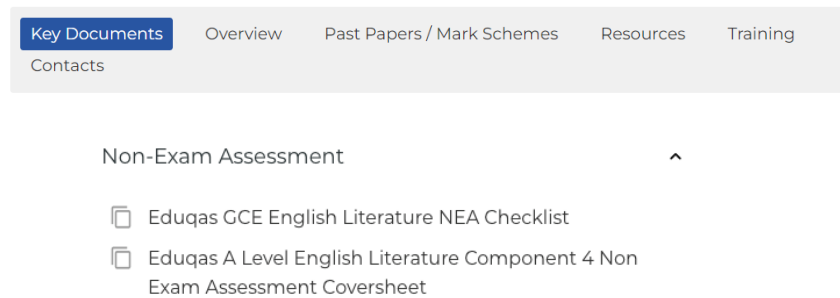 Key Documents Overview Past Papers / Mark Schemes Resources Training
Contacts
Non-Exam Assessment
Eduqas GCE English Literature NEA Checklist
Eduqas A Level English Literature Component 4 Non
Exam Assessment Coversheet